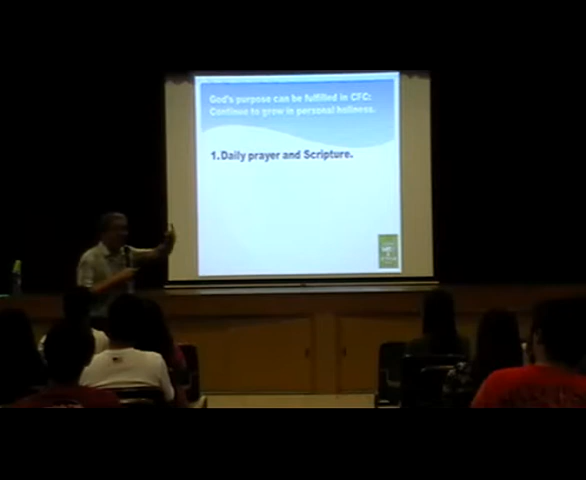 God's purpose can be fulfilled in CFC:
Continue to grow in personal holiness.
1.Daily prayer and Scripture.